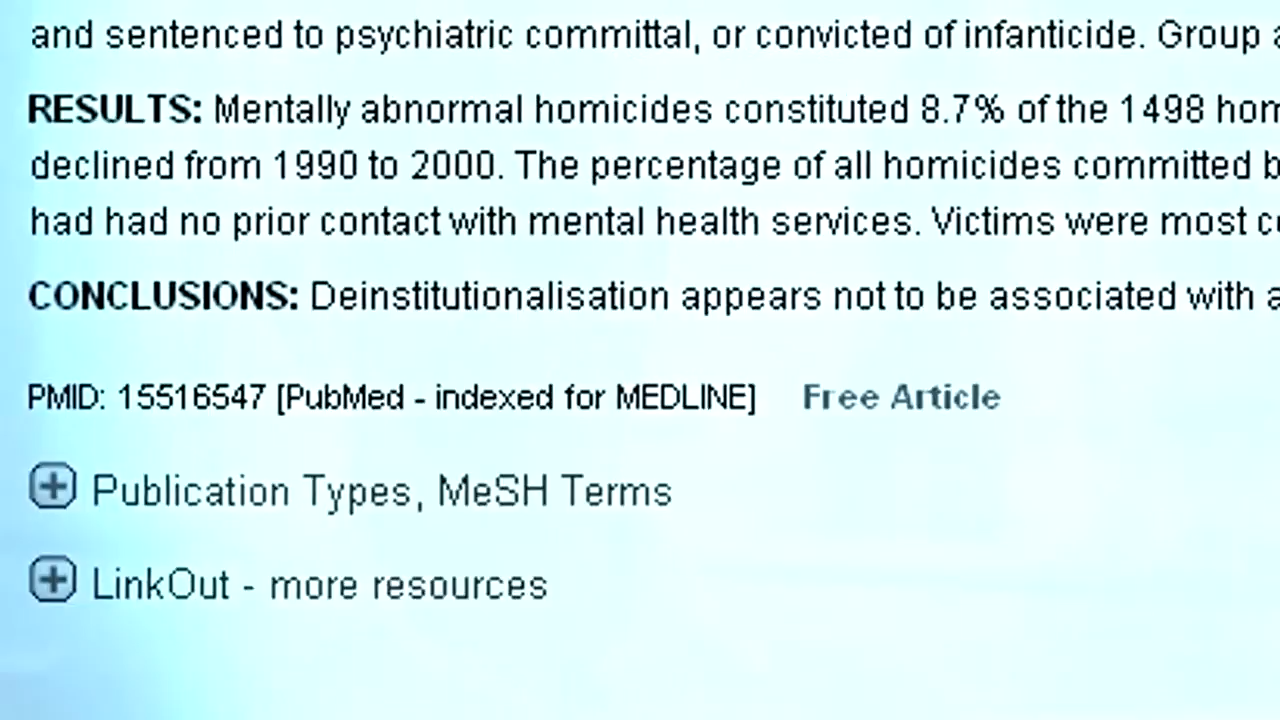 and sentenced to psychiatric committal, or convicted of infanticide. Group
RESULTS: Mentally abnormal homicides constituted 8.7% of the 1498
declined from 1990 to 2000. The percentage of all homicides committed
had had no prior contact with mental health services. Victims were most
CONCLUSIONS: Deinstitutionalisation appears not to be associated with
PMID: 15516547 [PubMed - indexed for MEDLINE] Free Article
Publication Types, MeSH Terms
LinkOut - more resources